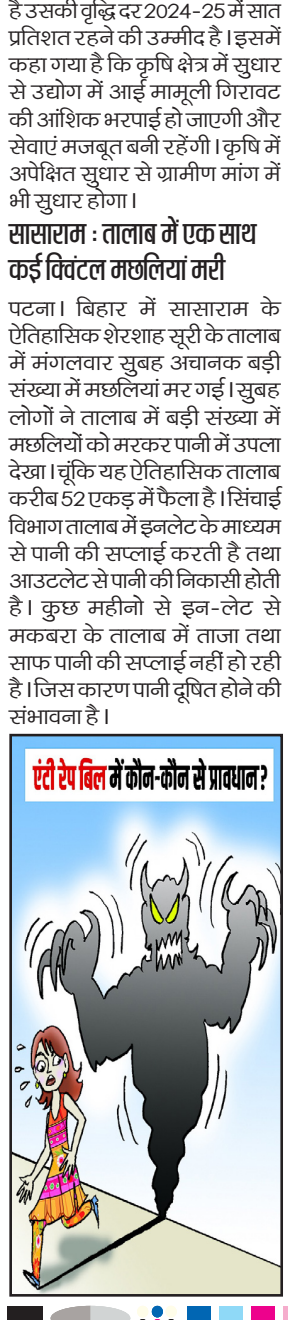 है उसकी वृद्धि दर 2024-25 में सात
प्रतिशत रहने की उम्मीद है। इसमें
कहा गया है कि कृषि क्षेत्र में सुधार
से उद्योग में आई मामूली गिरावट
की आंशिक भरपाई हो जाएगी और
सेवाएं मजबूत बनी रहेंगी। कृषि में
अपेक्षित सुधार से ग्रामीण मांग में
भी सुधार होगा।
सासाराम : तालाब में एक साथ
कई क्विंटल मछलियां मरी
पटना। बिहार में सासाराम के
ऐतिहासिक शेरशाह सूरी के तालाब
में मंगलवार सुबह अचानक बड़ी
संख्या में मछलियां मर गई। सुबह
लोगों ने तालाब में बड़ी संख्या में
मछलियों को मरकर पानी में उपला
देखा। चूंकि यह ऐतिहासिक तालाब
करीब 52 एकड़ में फैला है। सिंचाई
विभाग तालाब में इनलेट के माध्यम
से पानी की सप्लाई करती है तथा
आउटलेट से पानी की निकासी होती
है। कुछ महीनो से इन-लेट से
मकबरा के तालाब में ताजा तथा
साफ पानी की सप्लाई नहीं हो रही
है। जिस कारण पानी दूषित होने की
संभावना है।
एंटी रेप बिल में कौन-कौन से प्रावधान?